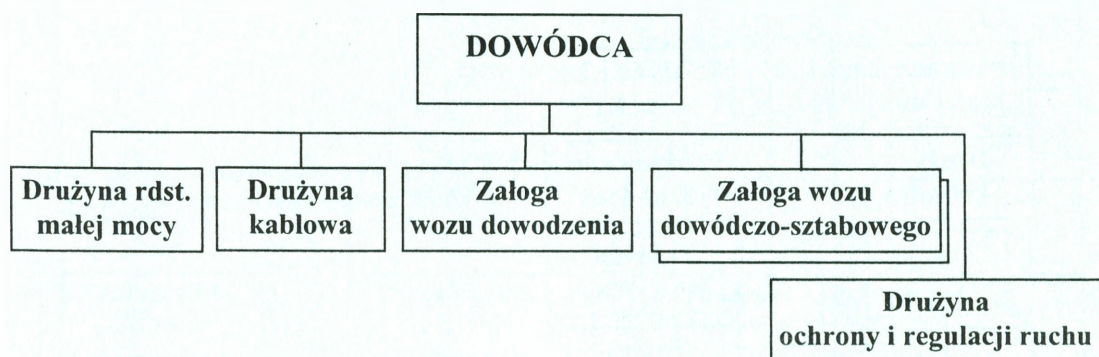 DOWÓDCA
Drużyna rdst.
małej mocy
Drużyna
kablowa
Załoga
wozu dowodzenia
Załoga wozu
dowódczo-sztabowego
Drużyna
ochrony i regulacji ruchu